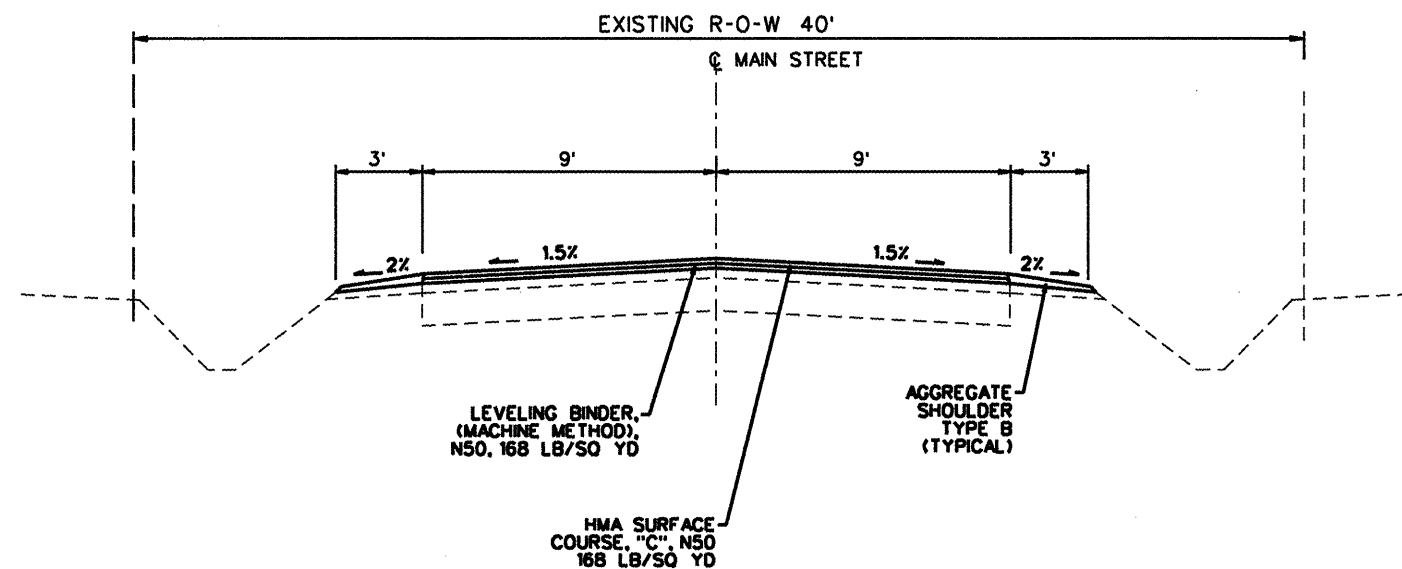 EXISTING R-O-W 40'
℄ MAIN STREET
3'
9'
9'
3'
2%
1.5%
1.5%
2%
LEVELING BINDER,
(MACHINE METHOD),
N50, 168 LB/SQ YD
AGGREGATE
SHOULDER
TYPE B
(TYPICAL)
HMA SURFACE
COURSE, "C", N50
168 LB/SQ YD